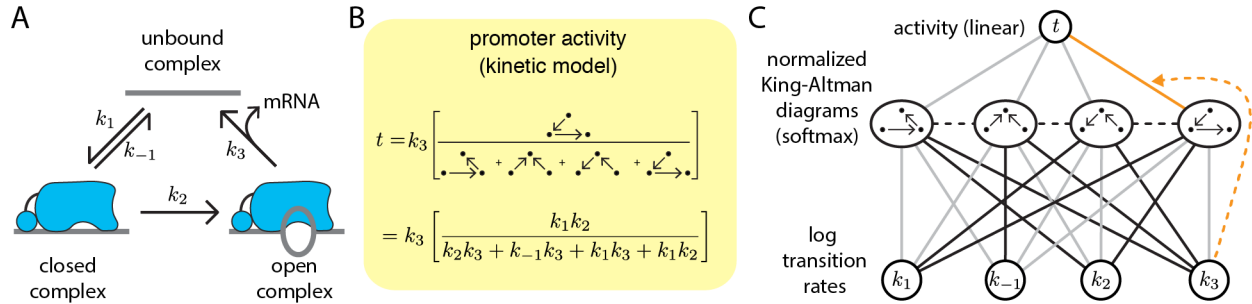 A
unbound
complex
mRNA
k₁
k₋₁
k₃
k₂
closed
complex
open
complex
B
promoter activity
(kinetic model)
t = k₃ [ + + + ]
= k₃ [ k₁k₂ / k₂k₃ + k₋₁k₃ + k₁k₃ + k₁k₂ ]
C
activity (linear)
t
normalized
King-Altman
diagrams
(softmax)
log
transition
rates
k₁
k₋₁
k₂
k₃